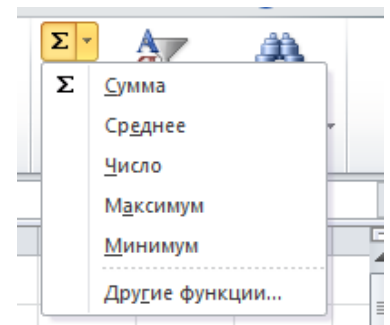 Σ
А
Я
Σ Сумма
Среднее
Число
Максимум
Минимум
Другие функции...